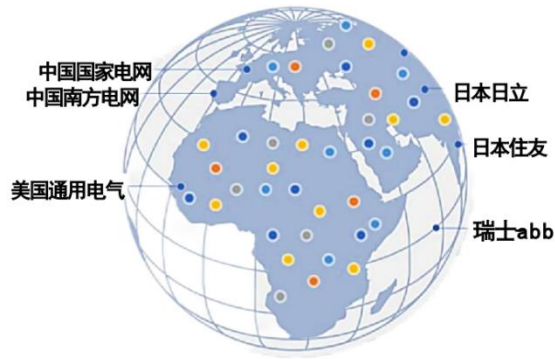 中国国家电网
中国南方电网
美国通用电气
日本日立
日本住友
瑞士abb